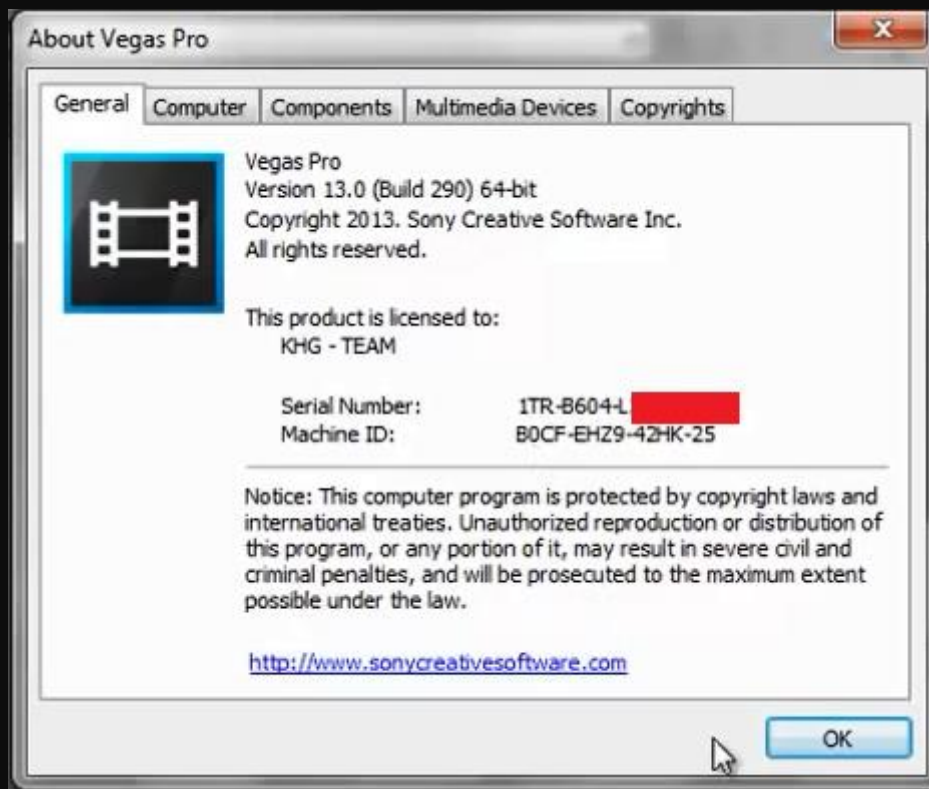 About Vegas Pro
General Computer Components Multimedia Devices Copyrights
Vegas Pro
Version 13.0 (Build 290) 64-bit
Copyright 2013. Sony Creative Software Inc.
All rights reserved.
This product is licensed to:
KHG - TEAM
Serial Number: 1TR-B604-L
Machine ID: B0CF-EHZ9-42HK-25
Notice: This computer program is protected by copyright laws and
international treaties. Unauthorized reproduction or distribution of
this program, or any portion of it, may result in severe civil and
criminal penalties, and will be prosecuted to the maximum extent
possible under the law.
http://www.sonycreativesoftware.com
OK